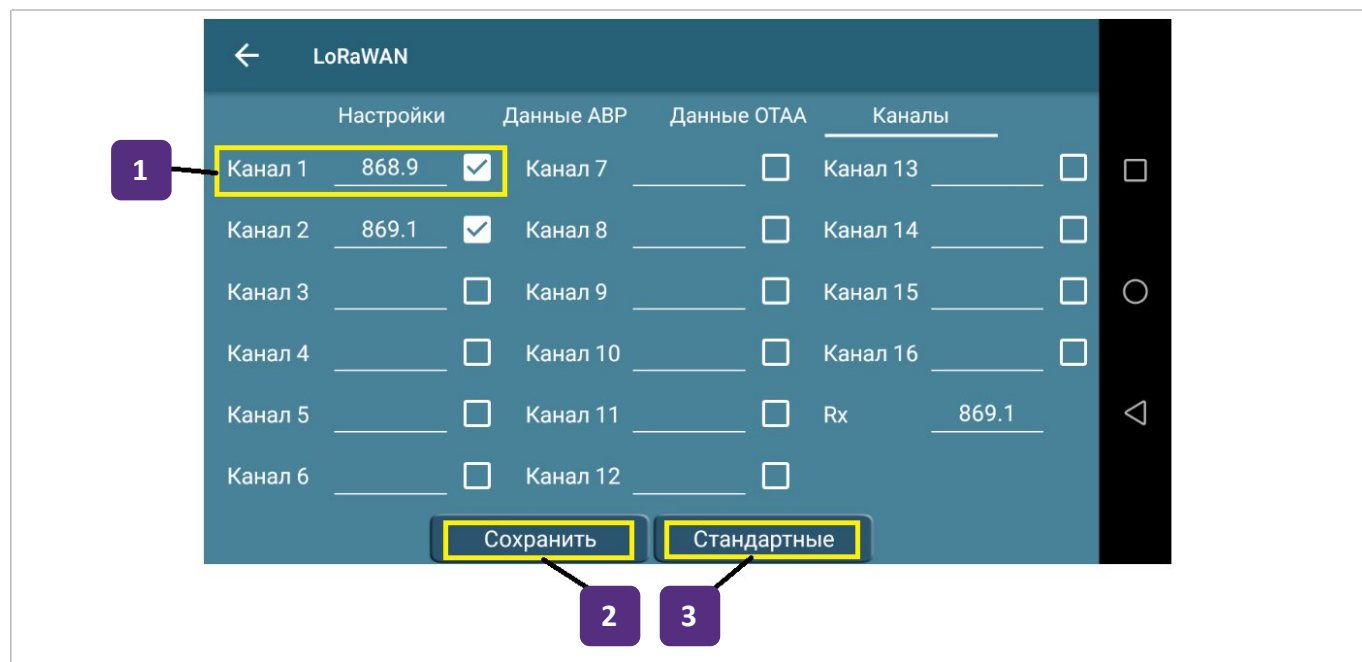 LoRaWAN
Настройки Данные АВР Данные ОТАА Каналы
1 Канал 1 868.9 Канал 7 Канал 13
Канал 2 869.1 Канал 8 Канал 14
Канал 3 Канал 9 Канал 15
Канал 4 Канал 10 Канал 16
Канал 5 Канал 11 Rx 869.1
Канал 6 Канал 12
Сохранить Стандартные
2 3